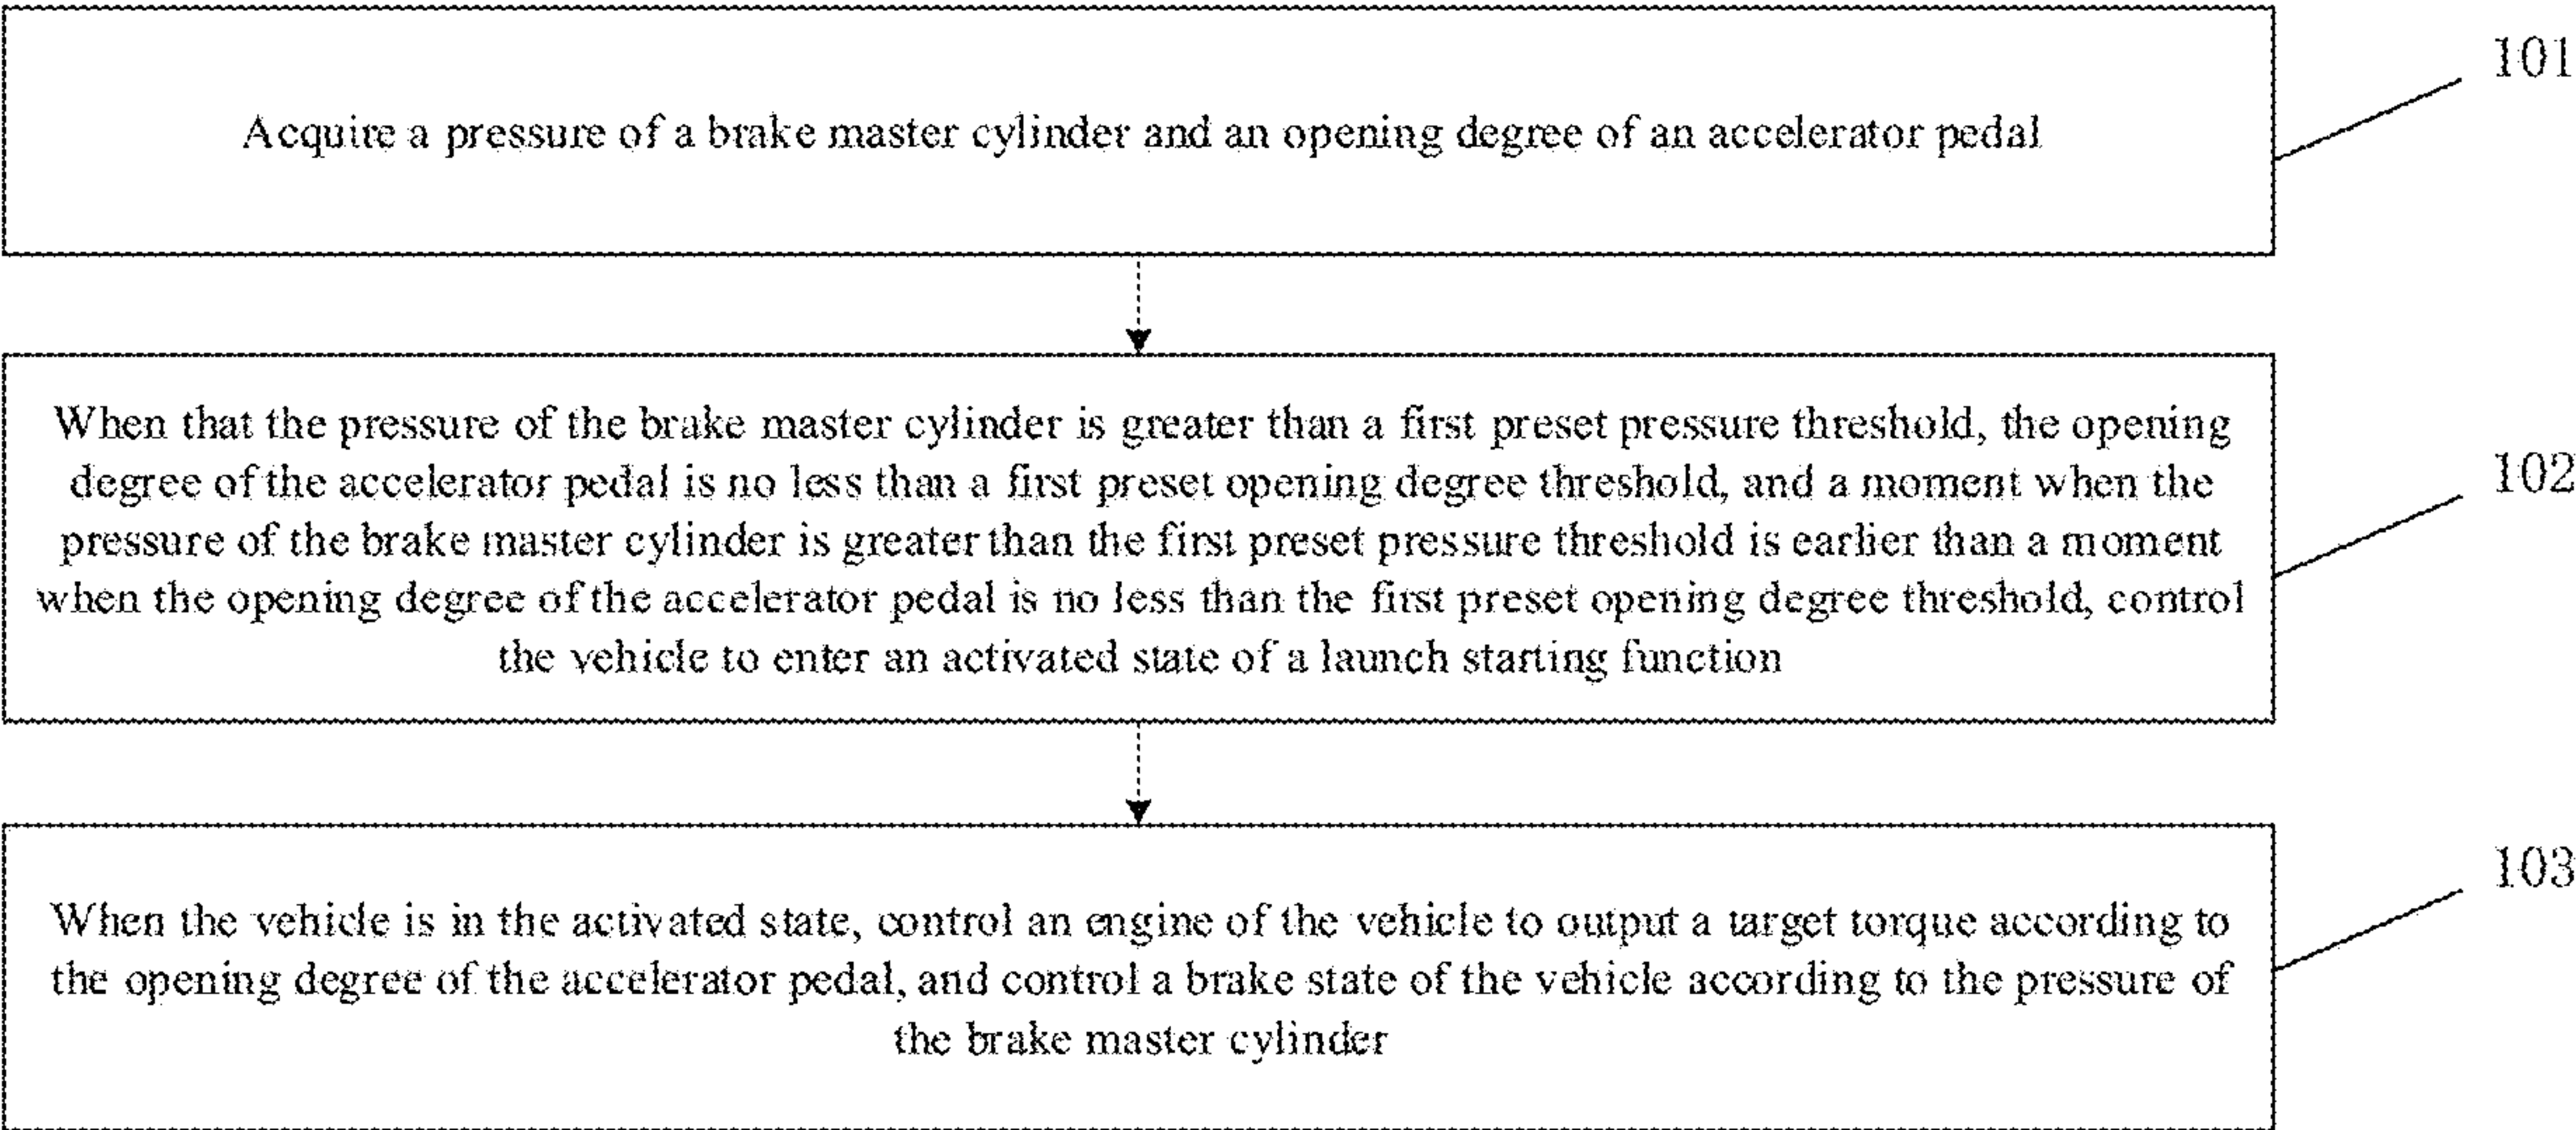 101
Acquire a pressure of a brake master cylinder and an opening degree of an accelerator pedal
When that the pressure of the brake master cylinder is greater than a first preset pressure threshold, the opening
degree of the accelerator pedal is no less than a first preset opening degree threshold, and a moment when the
pressure of the brake master cylinder is greater than the first preset pressure threshold is earlier than a moment
when the opening degree of the accelerator pedal is no less than the first preset opening degree threshold, control
the vehicle to enter an activated state of a launch starting function
102
When the vehicle is in the activated state, control an engine of the vehicle to output a target torque according to
the opening degree of the accelerator pedal, and control a brake state of the vehicle according to the pressure of
the brake master cylinder
103